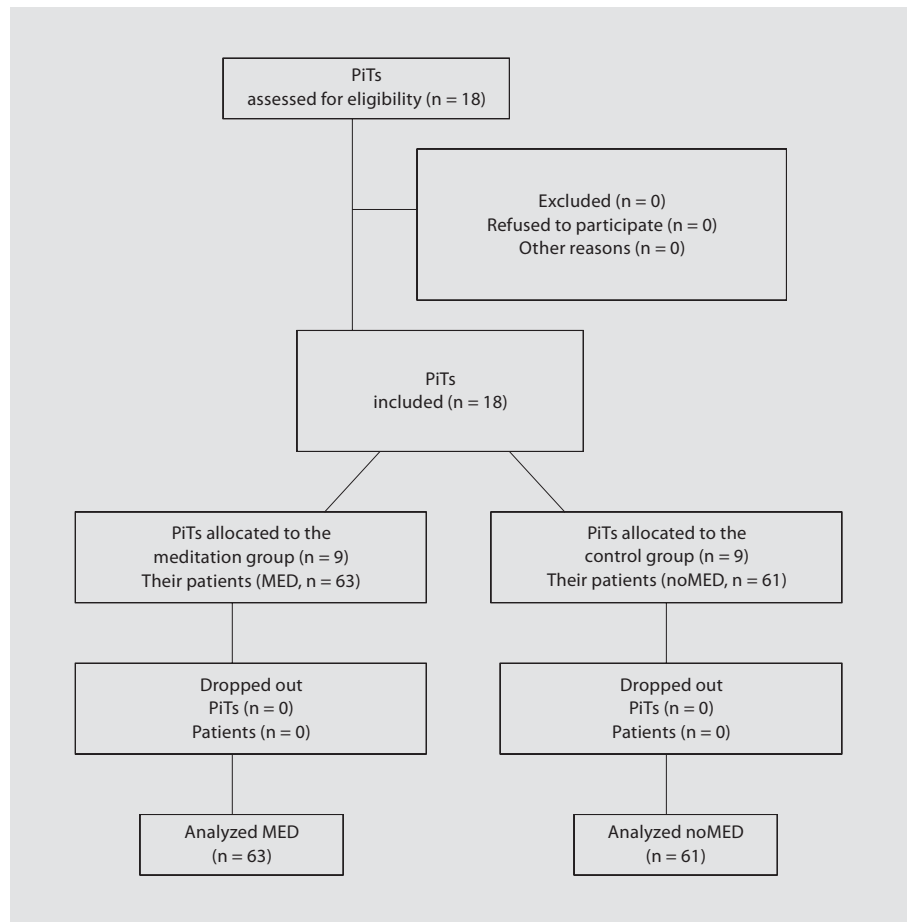 PiTs
assessed for eligibility (n = 18)
Excluded (n = 0)
Refused to participate (n = 0)
Other reasons (n = 0)
PiTs
included (n = 18)
PiTs allocated to the
meditation group (n = 9)
Their patients (MED, n = 63)
PiTs allocated to the
control group (n = 9)
Their patients (noMED, n = 61)
Dropped out
PiTs (n = 0)
Patients (n = 0)
Dropped out
PiTs (n = 0)
Patients (n = 0)
Analyzed MED
(n = 63)
Analyzed noMED
(n = 61)